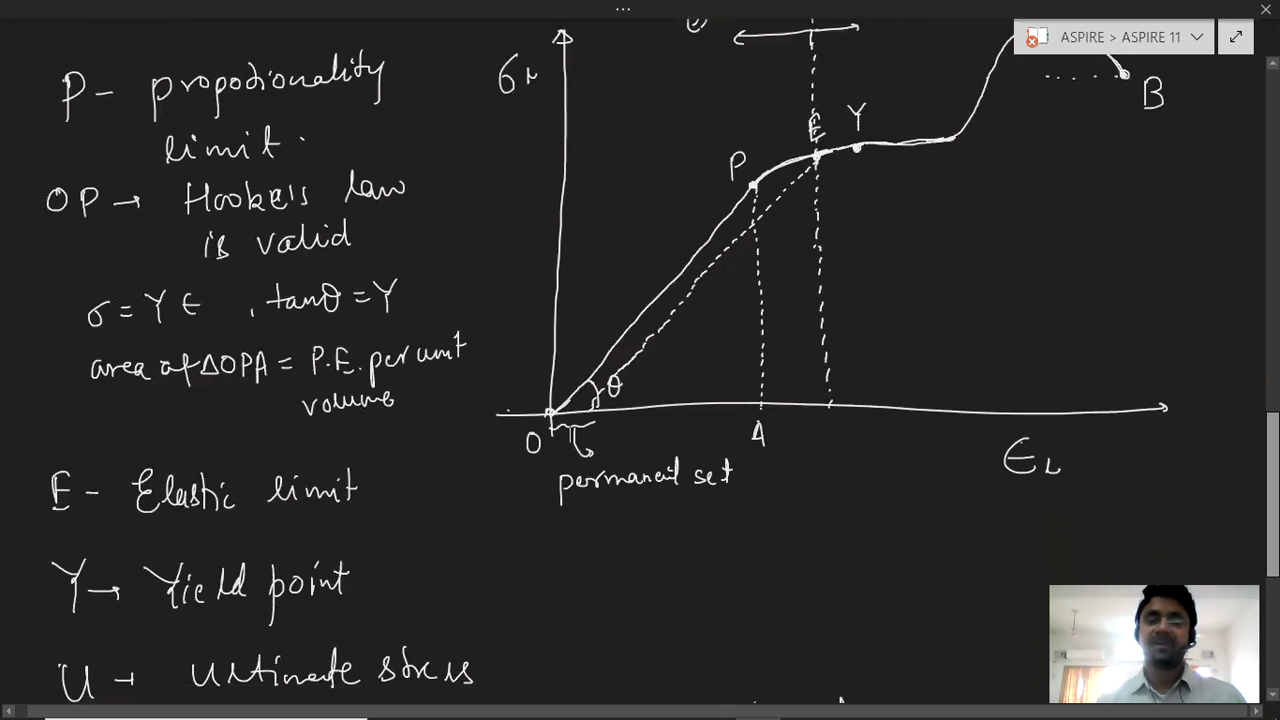 P - propotionality
limit
OP → Hooke's law
is valid
σ = Y ϵ , tanθ = Y
area of ΔOPA = P.E. per unit
volume
E - Elastic limit
Y → Yield point
U → Ultimate stress
ASPIRE > ASPIRE 11
B
E
Y
P
θ
O
A
permanent set
ϵL